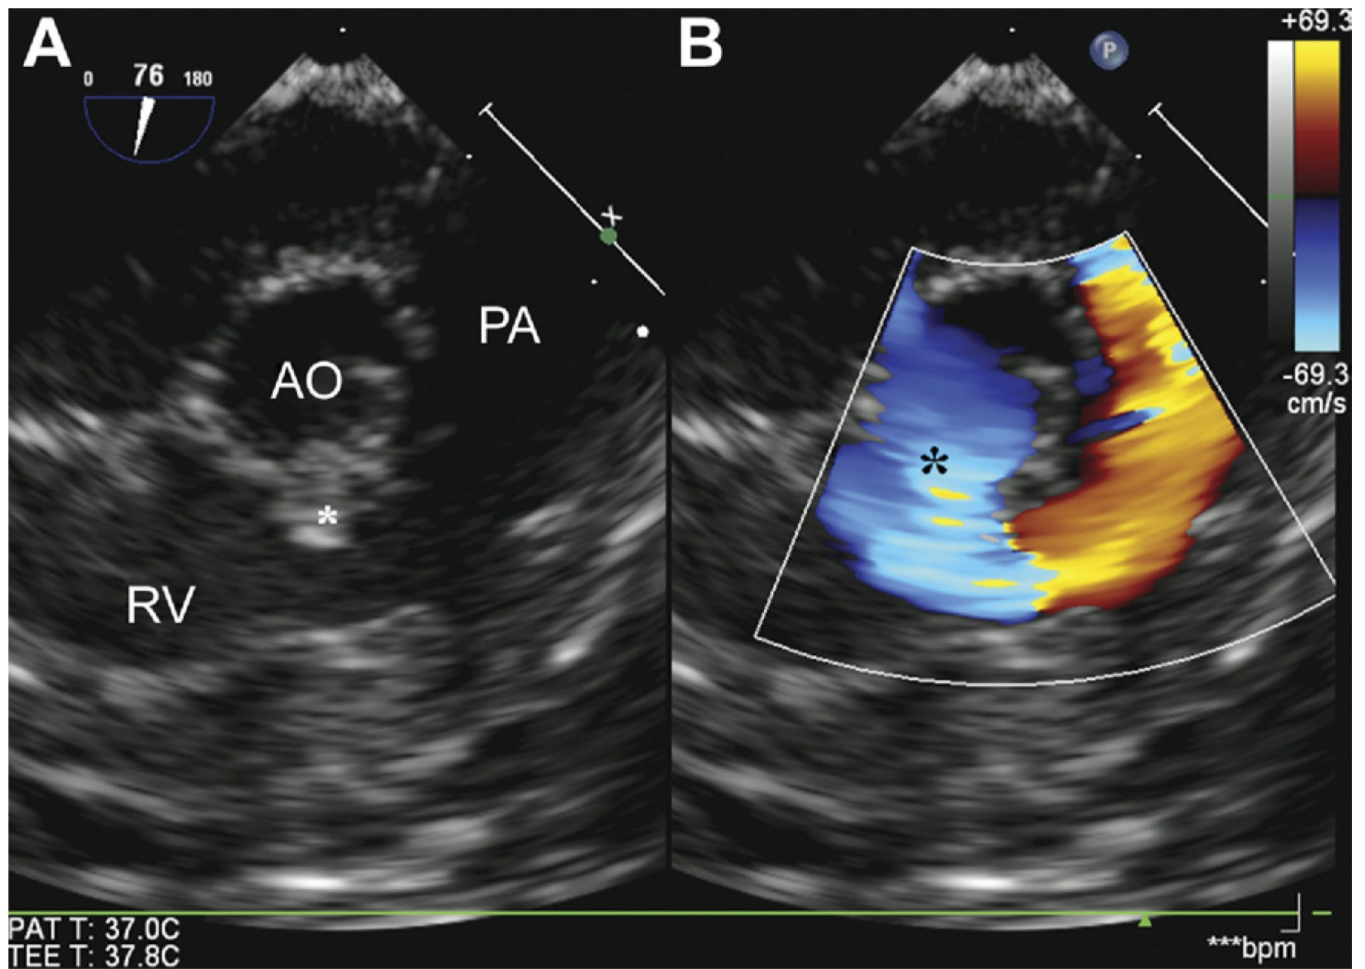 A
0 76 180
AO
PA
*
RV
PAT T: 37.0C
TEE T: 37.8C
B
P
+69.3
-69.3
cm/s
*
***bpm